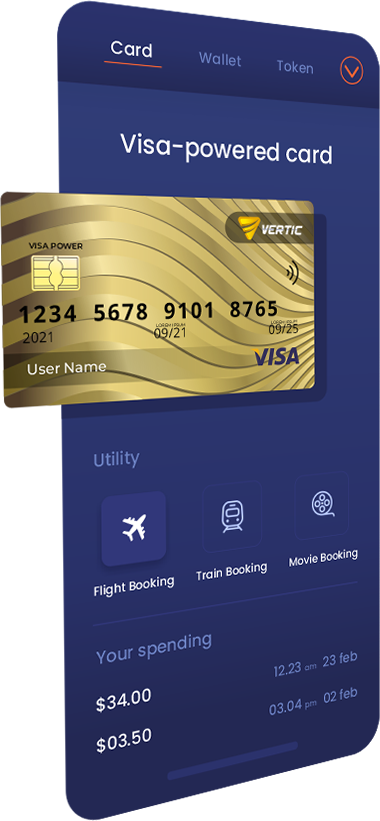 Card Wallet Token
Visa-powered card
VERTIC
VISA POWER
1234 5678 9101 8765
LOREM IPSUM LOREM IPSUM
2021 09/21 09/25
User Name VISA
Utility
Flight Booking Train Booking Movie Booking
Your spending
$34.00 12.23 am 23 feb
$03.50 03.04 pm 02 feb